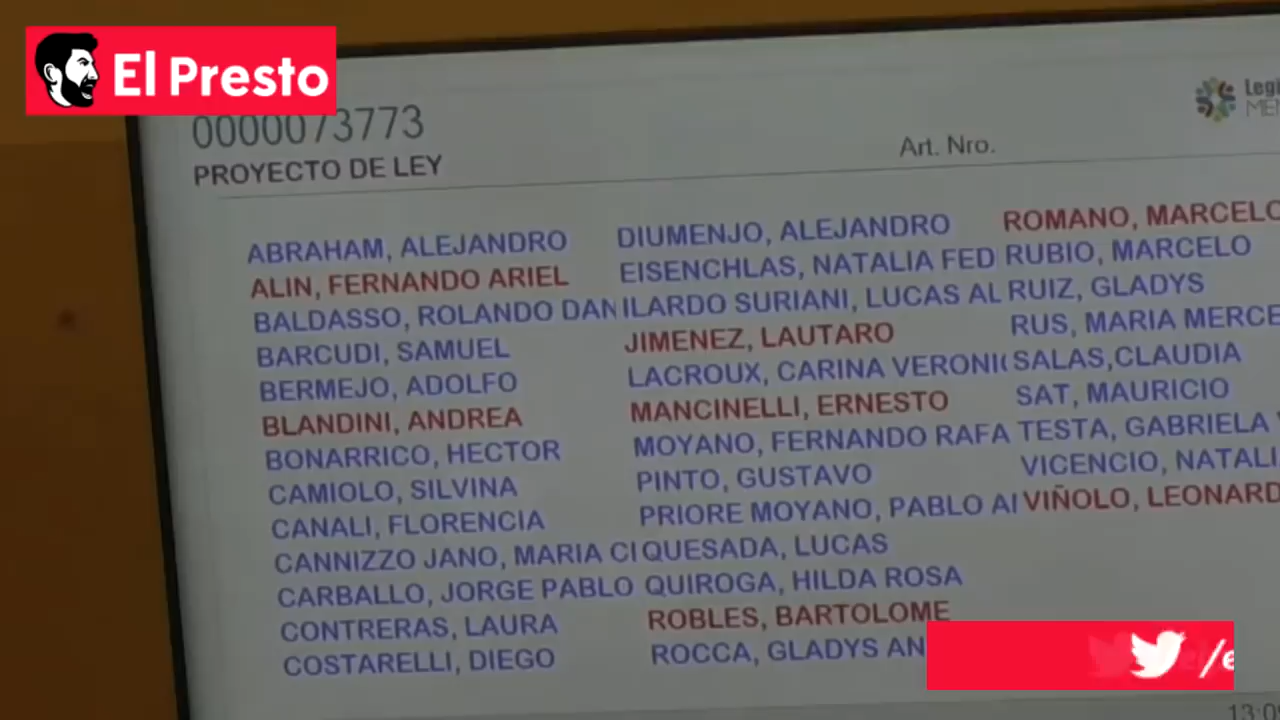 El Presto
0000073773
PROYECTO DE LEY
Art. Nro.
ABRAHAM, ALEJANDRO
ALIN, FERNANDO ARIEL
BALDASSO, ROLANDO DAN
BARCUDI, SAMUEL
BERMEJO, ADOLFO
BLANDINI, ANDREA
BONARRICO, HECTOR
CAMIOLO, SILVINA
CANALI, FLORENCIA
CANNIZZO JANO, MARIA CI
CARBALLO, JORGE PABLO
CONTRERAS, LAURA
COSTARELLI, DIEGO
DIUMENJO, ALEJANDRO
EISENCHLAS, NATALIA FED
ILARDO SURIANI, LUCAS AL
JIMENEZ, LAUTARO
LACROUX, CARINA VERONI
MANCINELLI, ERNESTO
MOYANO, FERNANDO RAFA
PINTO, GUSTAVO
PRIORE MOYANO, PABLO
QUESADA, LUCAS
QUIROGA, HILDA ROSA
ROBLES, BARTOLOME
ROCCA, GLADYS AN
ROMANO, MARCELO
RUBIO, MARCELO
RUIZ, GLADYS
RUS, MARIA MERCE
SALAS,CLAUDIA
SAT, MAURICIO
TESTA, GABRIELA
VICENCIO, NATALI
VIÑOLO, LEONARD
/e